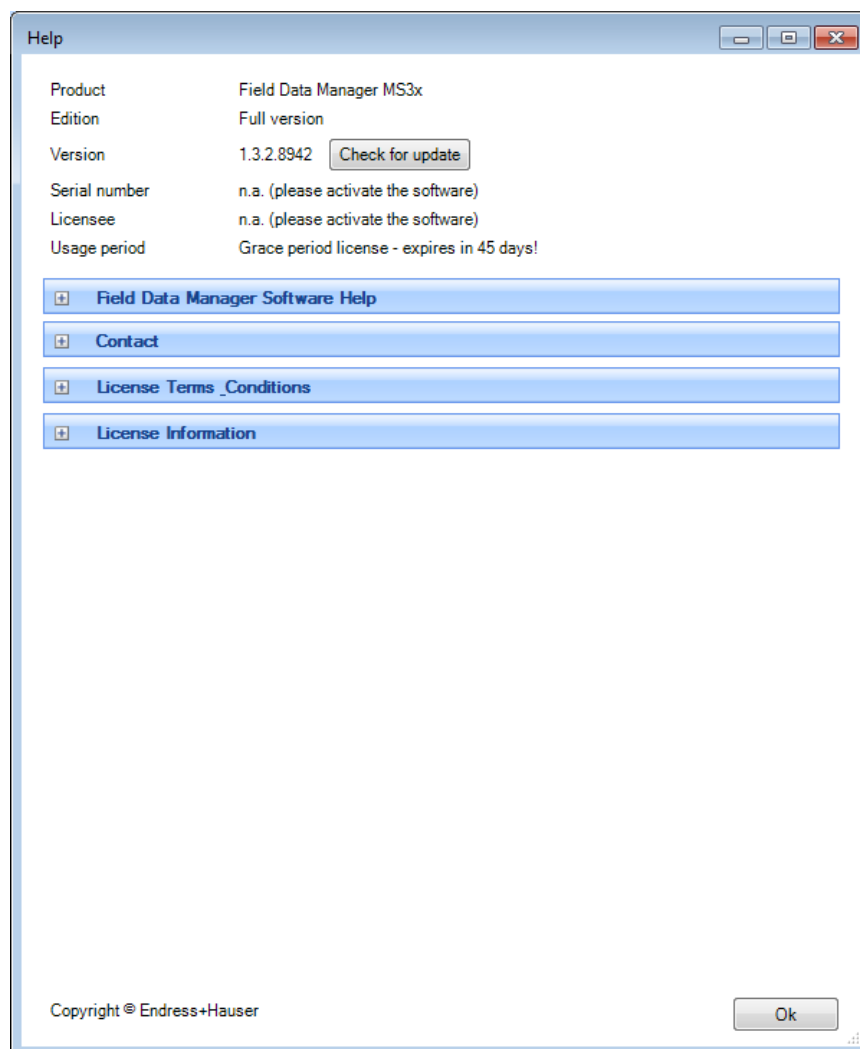 Help
Product Field Data Manager MS3x
Edition Full version
Version 1.3.2.8942 Check for update
Serial number n.a. (please activate the software)
Licensee n.a. (please activate the software)
Usage period Grace period license - expires in 45 days!
Field Data Manager Software Help
Contact
License Terms _Conditions
License Information
Copyright © Endress+Hauser
Ok